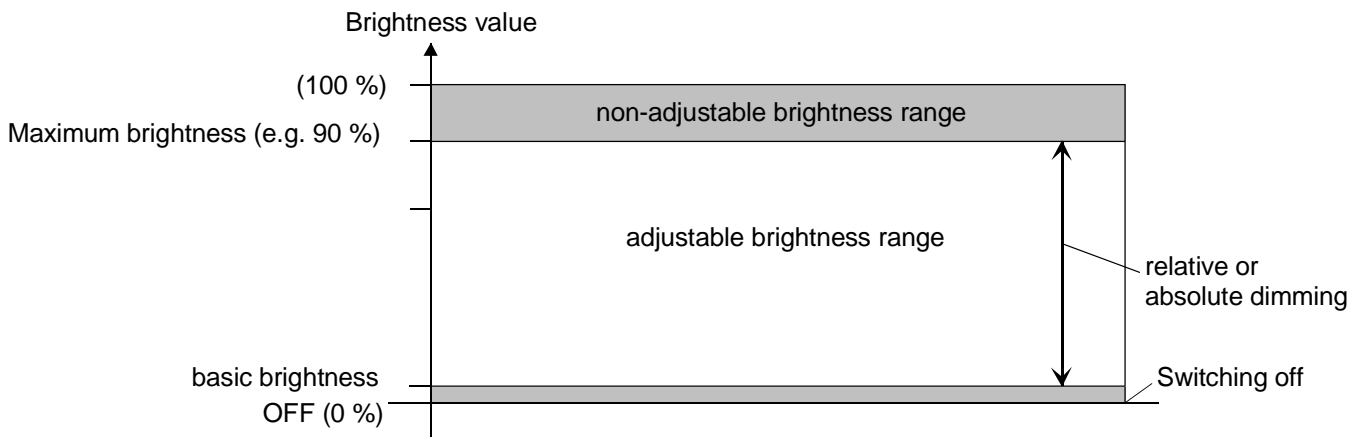 Brightness value
(100 %)
non-adjustable brightness range
Maximum brightness (e.g. 90 %)
adjustable brightness range
relative or
absolute dimming
basic brightness
Switching off
OFF (0 %)